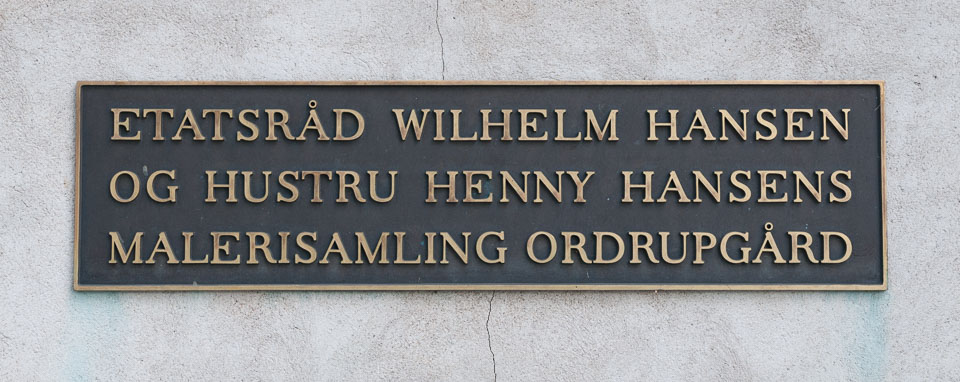 ETATSRÅD WILHELM HANSEN
OG HUSTRU HENNY HANSENS
MALERISAMLING ORDRUPGÅRD